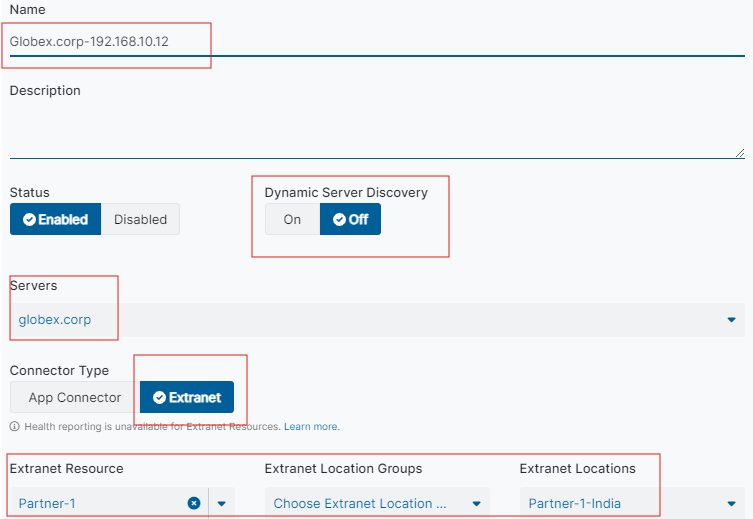 Name
Globex.corp-192.168.10.12
Description
Status
Dynamic Server Discovery
Enabled Disabled
On Off
Servers
globex.corp
Connector Type
App Connector Extranet
Health reporting is unavailable for Extranet Resources. Learn more.
Extranet Resource Extranet Location Groups Extranet Locations
Partner-1 Choose Extranet Location ... Partner-1-India